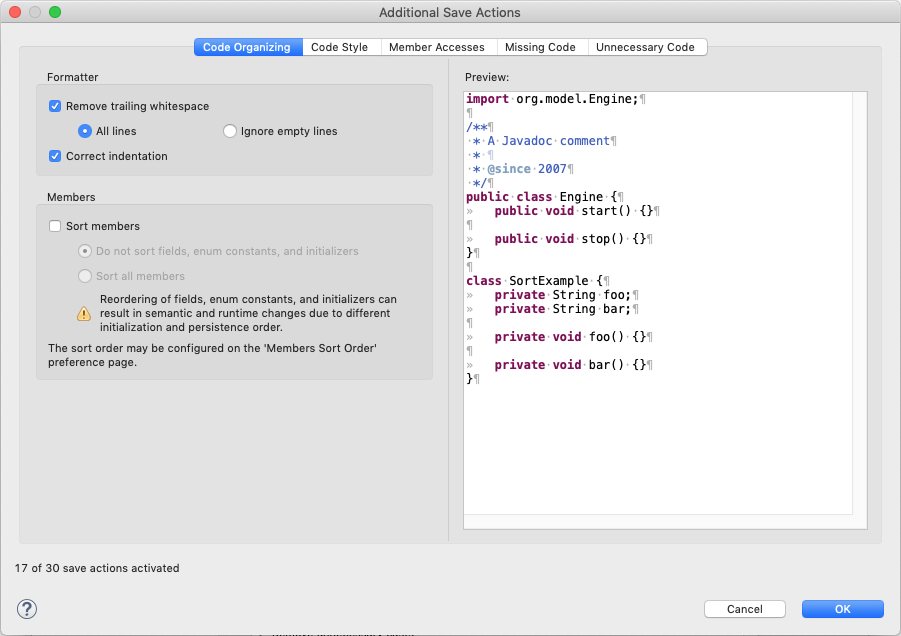 Additional Save Actions
Code Organizing Code Style Member Accesses Missing Code Unnecessary Code
Formatter
Remove trailing whitespace
All lines Ignore empty lines
Correct indentation
Members
Sort members
Do not sort fields, enum constants, and initializers
Sort all members
Reordering of fields, enum constants, and initializers can
result in semantic and runtime changes due to different
initialization and persistence order.
The sort order may be configured on the 'Members Sort Order'
preference page.
Preview:
import·org.model.Engine;¶
¶
/**¶
·*·A·Javadoc·comment¶
·*·¶
·*·@since·2007¶
·*/¶
public·class·Engine·{¶
»   public·void·start()·{}¶
¶
»   public·void·stop()·{}¶
}¶
¶
class·SortExample·{¶
»   private·String·foo;¶
»   private·String·bar;¶
¶
»   private·void·foo()·{}¶
¶
»   private·void·bar()·{}¶
}¶
17 of 30 save actions activated
?
Cancel OK